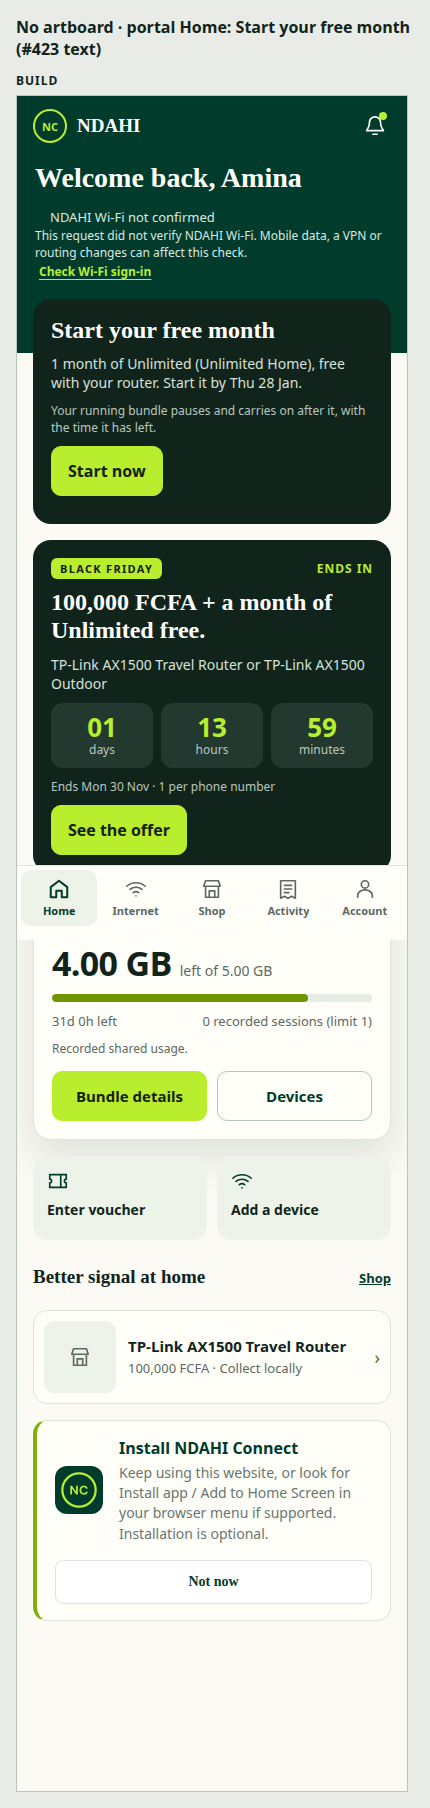 No artboard · portal Home: Start your free month
(#423 text)
BUILD
NC NDAHI
Welcome back, Amina
NDAHI Wi-Fi not confirmed
This request did not verify NDAHI Wi-Fi. Mobile data, a VPN or
routing changes can affect this check.
Check Wi-Fi sign-in
Start your free month
1 month of Unlimited (Unlimited Home), free
with your router. Start it by Thu 28 Jan.
Your running bundle pauses and carries on after it, with
the time it has left.
Start now
BLACK FRIDAY ENDS IN
100,000 FCFA + a month of
Unlimited free.
TP-Link AX1500 Travel Router or TP-Link AX1500
Outdoor
01 13 59
days hours minutes
Ends Mon 30 Nov · 1 per phone number
See the offer
Home Internet Shop Activity Account
4.00 GB left of 5.00 GB
31d 0h left 0 recorded sessions (limit 1)
Recorded shared usage.
Bundle details Devices
Enter voucher Add a device
Better signal at home Shop
TP-Link AX1500 Travel Router
100,000 FCFA · Collect locally ›
Install NDAHI Connect
NC
Keep using this website, or look for
Install app / Add to Home Screen in
your browser menu if supported.
Installation is optional.
Not now